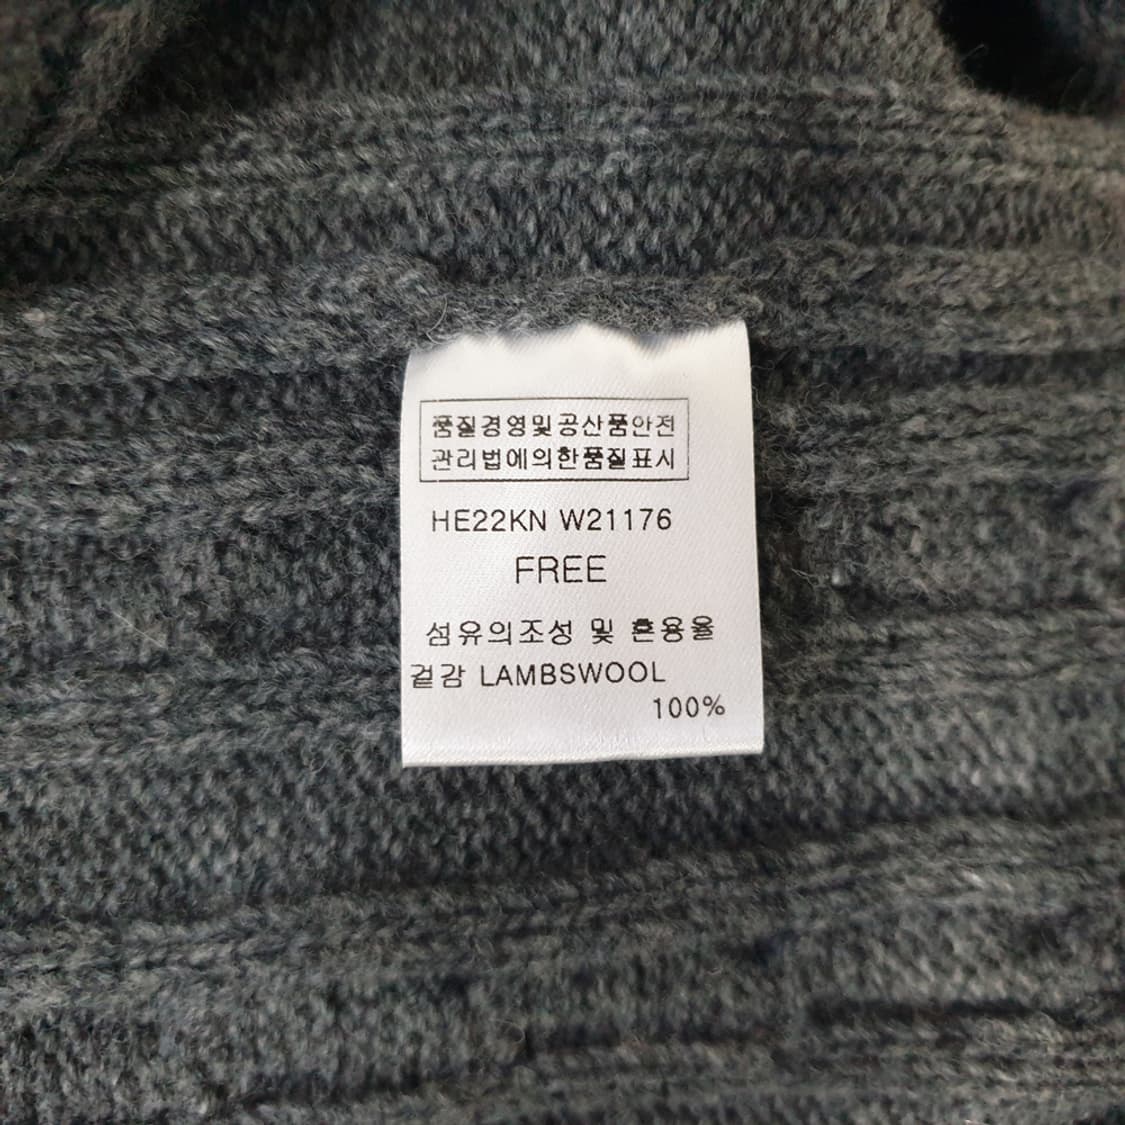 품질경영및공산품안전
관리법에의한품질표시
HE22KN W21176
FREE
섬유의조성 및 혼용율
겉감 LAMBSWOOL
100%